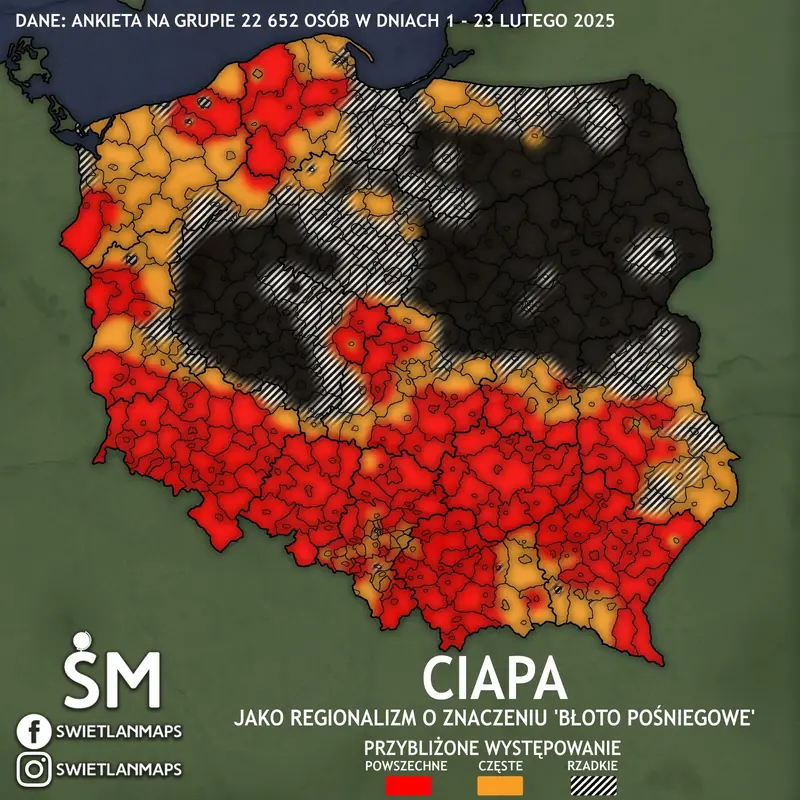 DANE: ANKIETA NA GRUPIE 22 652 OSÓB W DNIACH 1 - 23 LUTEGO 2025
ŚM
SWIETLANMAPS
SWIETLANMAPS
CIAPA
JAKO REGIONALIZM O ZNACZENIU 'BŁOTO POŚNIEGOWE'
PRZYBLIŻONE WYSTĘPOWANIE
POWSZECHNE CZĘSTE RZADKIE